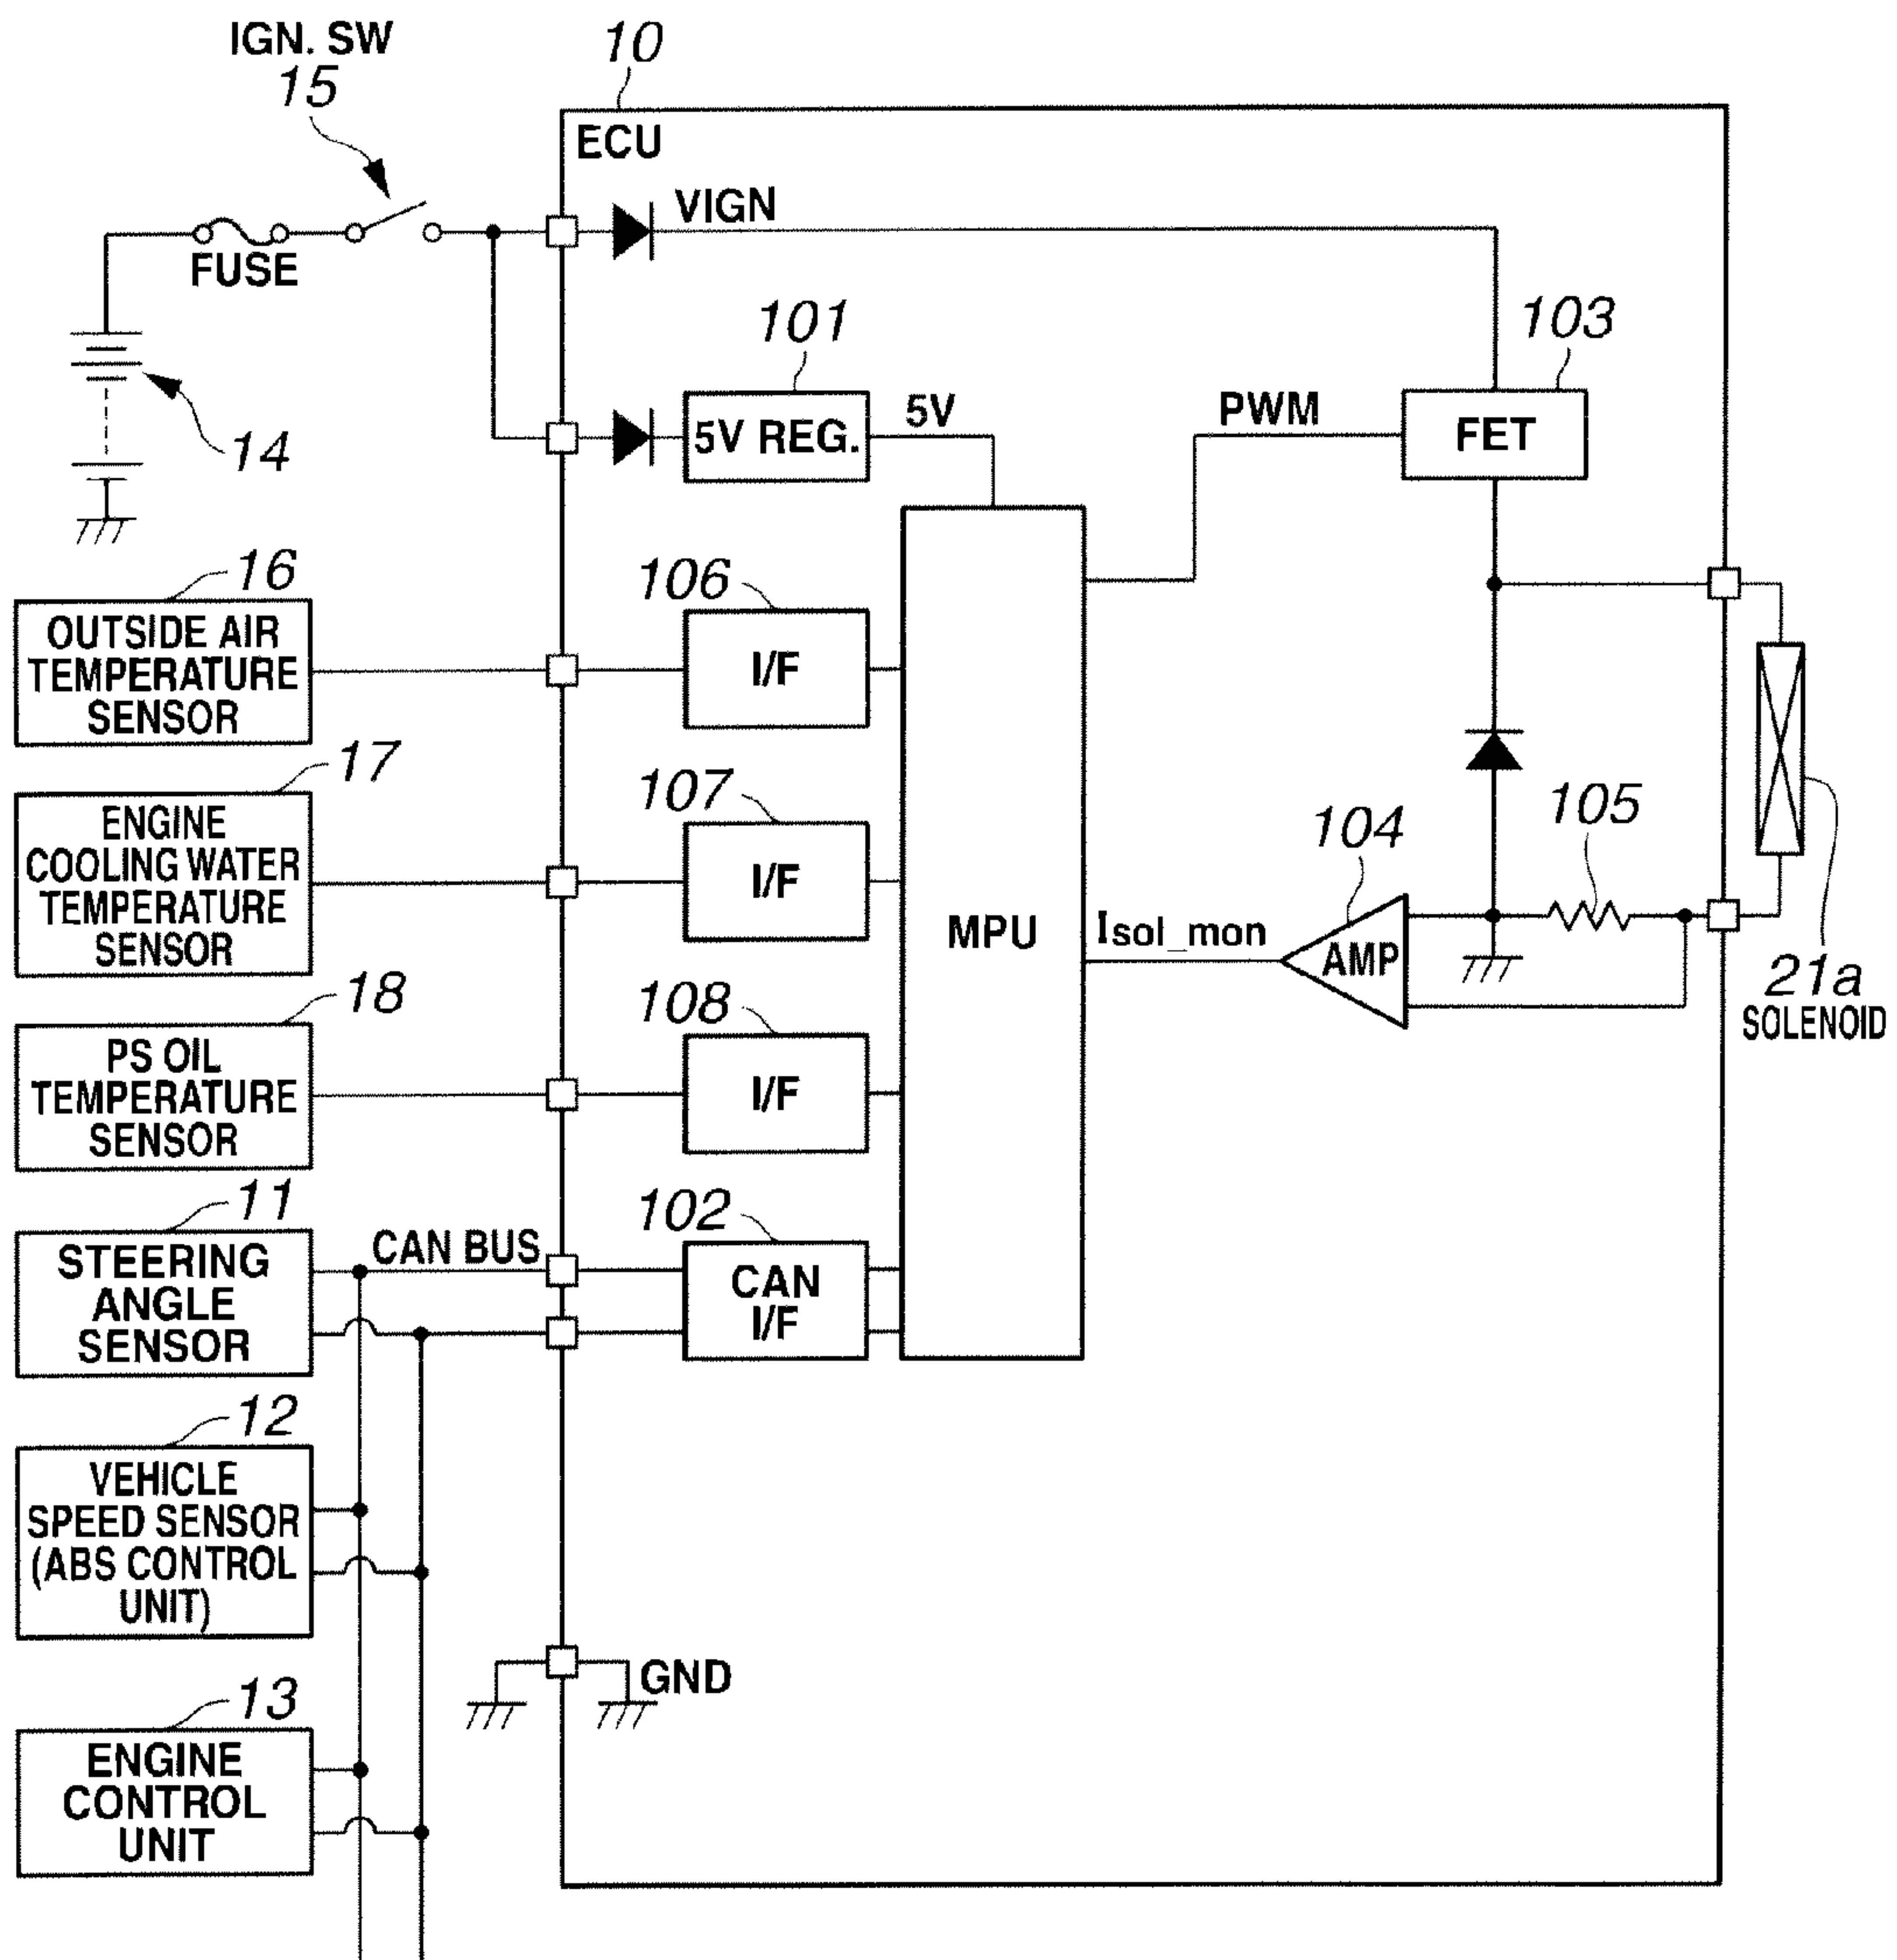 IGN. SW
15
10
ECU
VIGN
FUSE
14
101
5V REG.
5V
PWM
103
FET
16
OUTSIDE AIR
TEMPERATURE
SENSOR
106
I/F
17
ENGINE
COOLING WATER
TEMPERATURE
SENSOR
107
I/F
MPU
Isol_mon
104
AMP
105
21a
SOLENOID
18
PS OIL
TEMPERATURE
SENSOR
108
I/F
11
STEERING
ANGLE
SENSOR
CAN BUS
102
CAN
I/F
12
VEHICLE
SPEED SENSOR
(ABS CONTROL
UNIT)
GND
13
ENGINE
CONTROL
UNIT